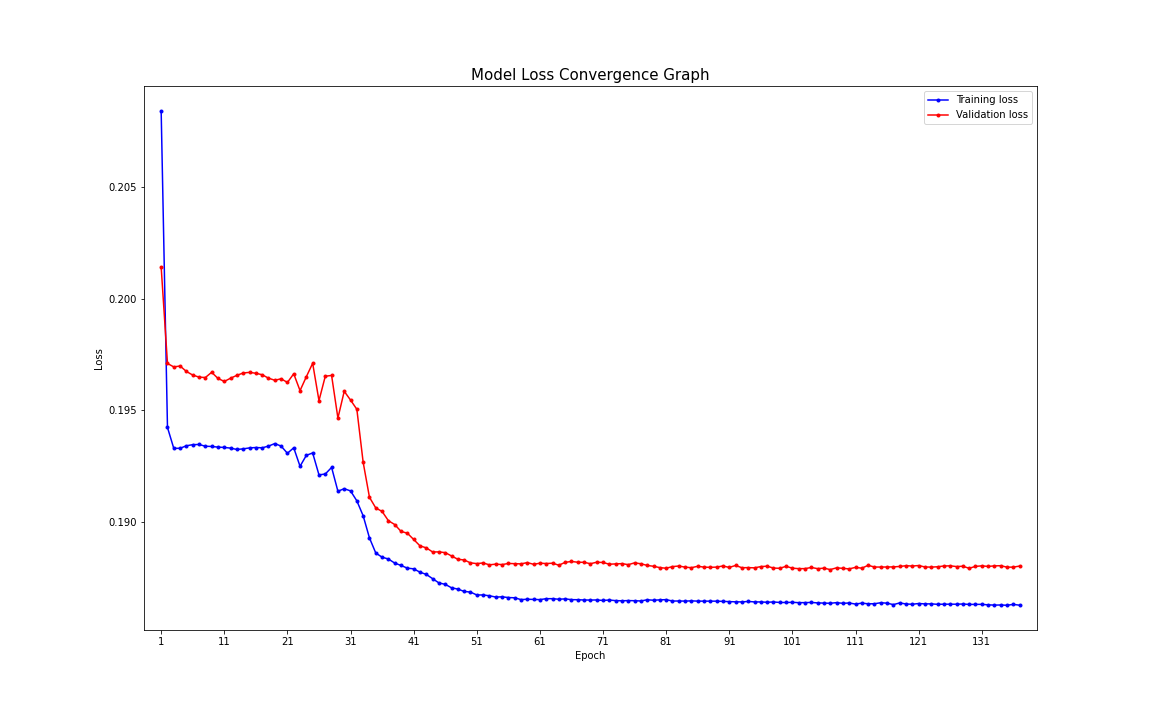 Model Loss Convergence Graph
Training loss
Validation loss
0.205
0.200
0.195
0.190
Loss
1 11 21 31 41 51 61 71 81 91 101 111 121 131
Epoch